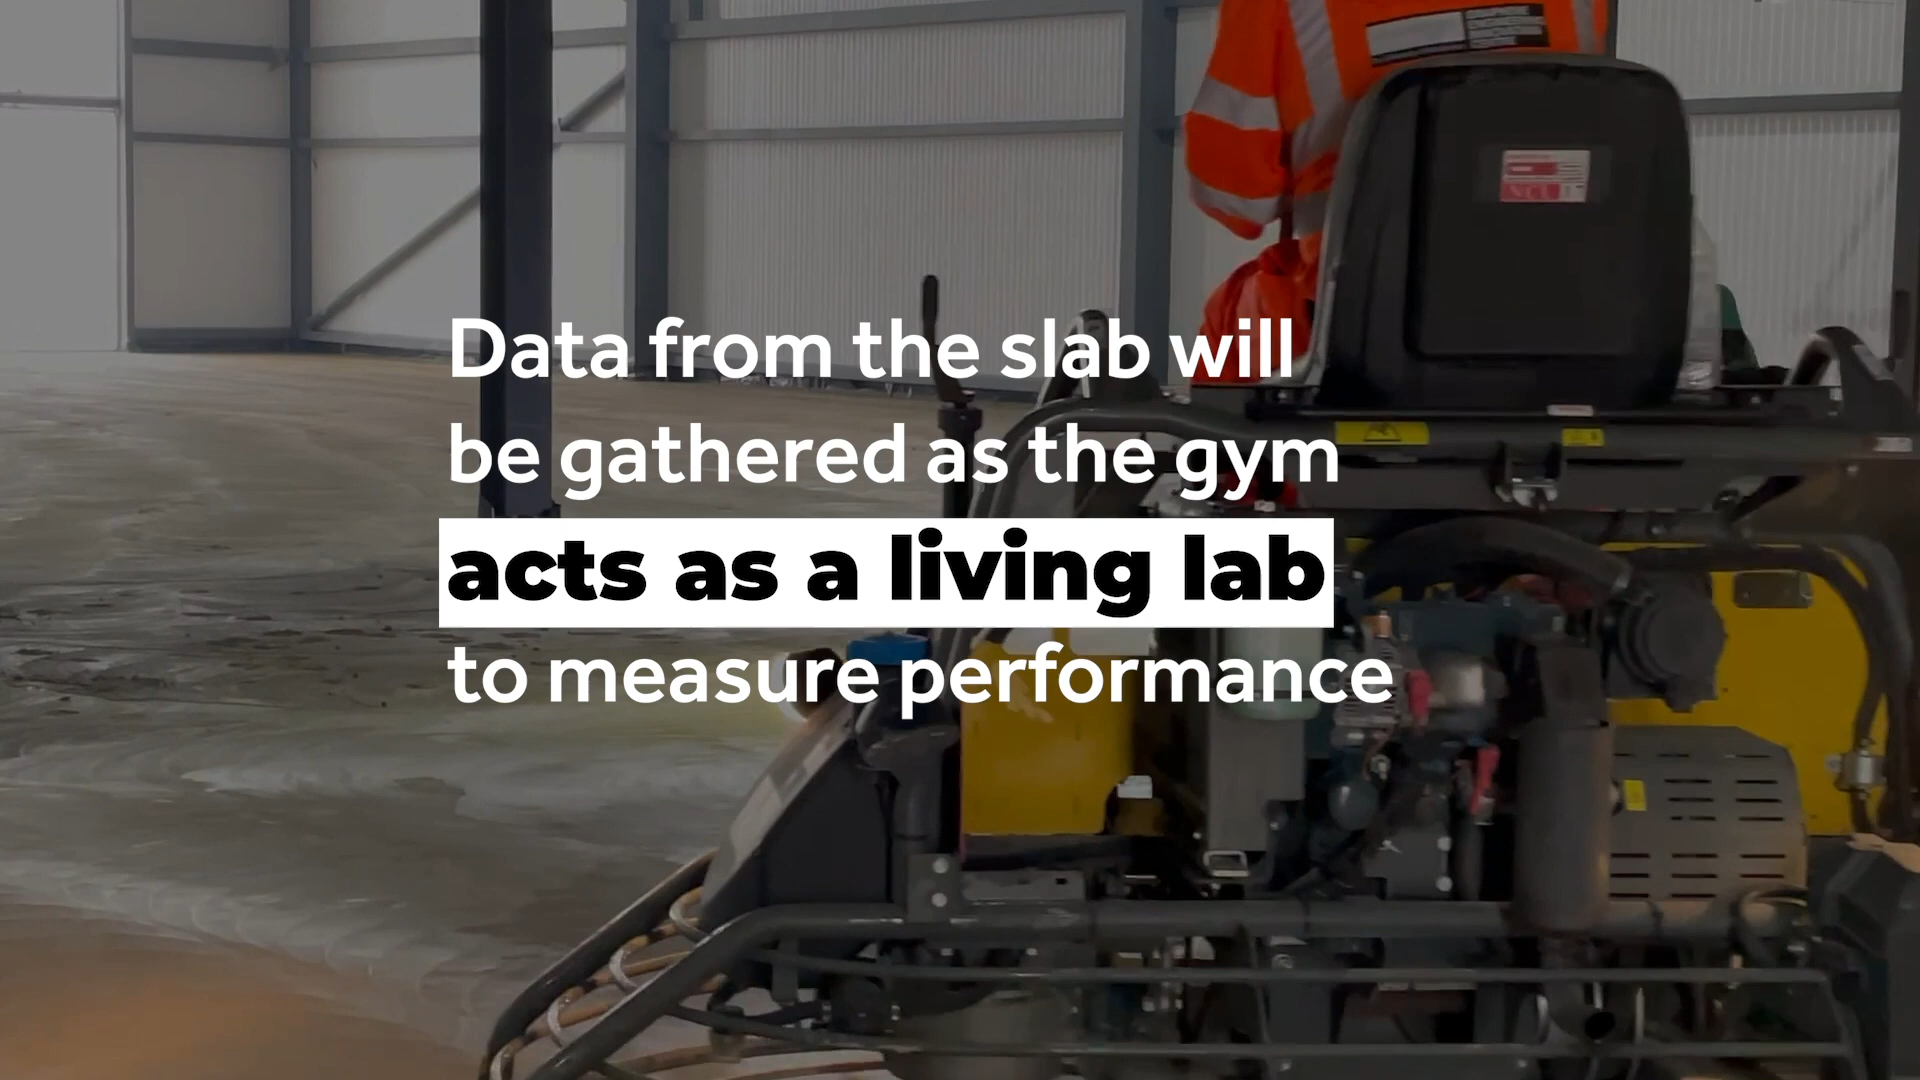 Data from the slab will
be gathered as the gym
acts as a living lab
to measure performance